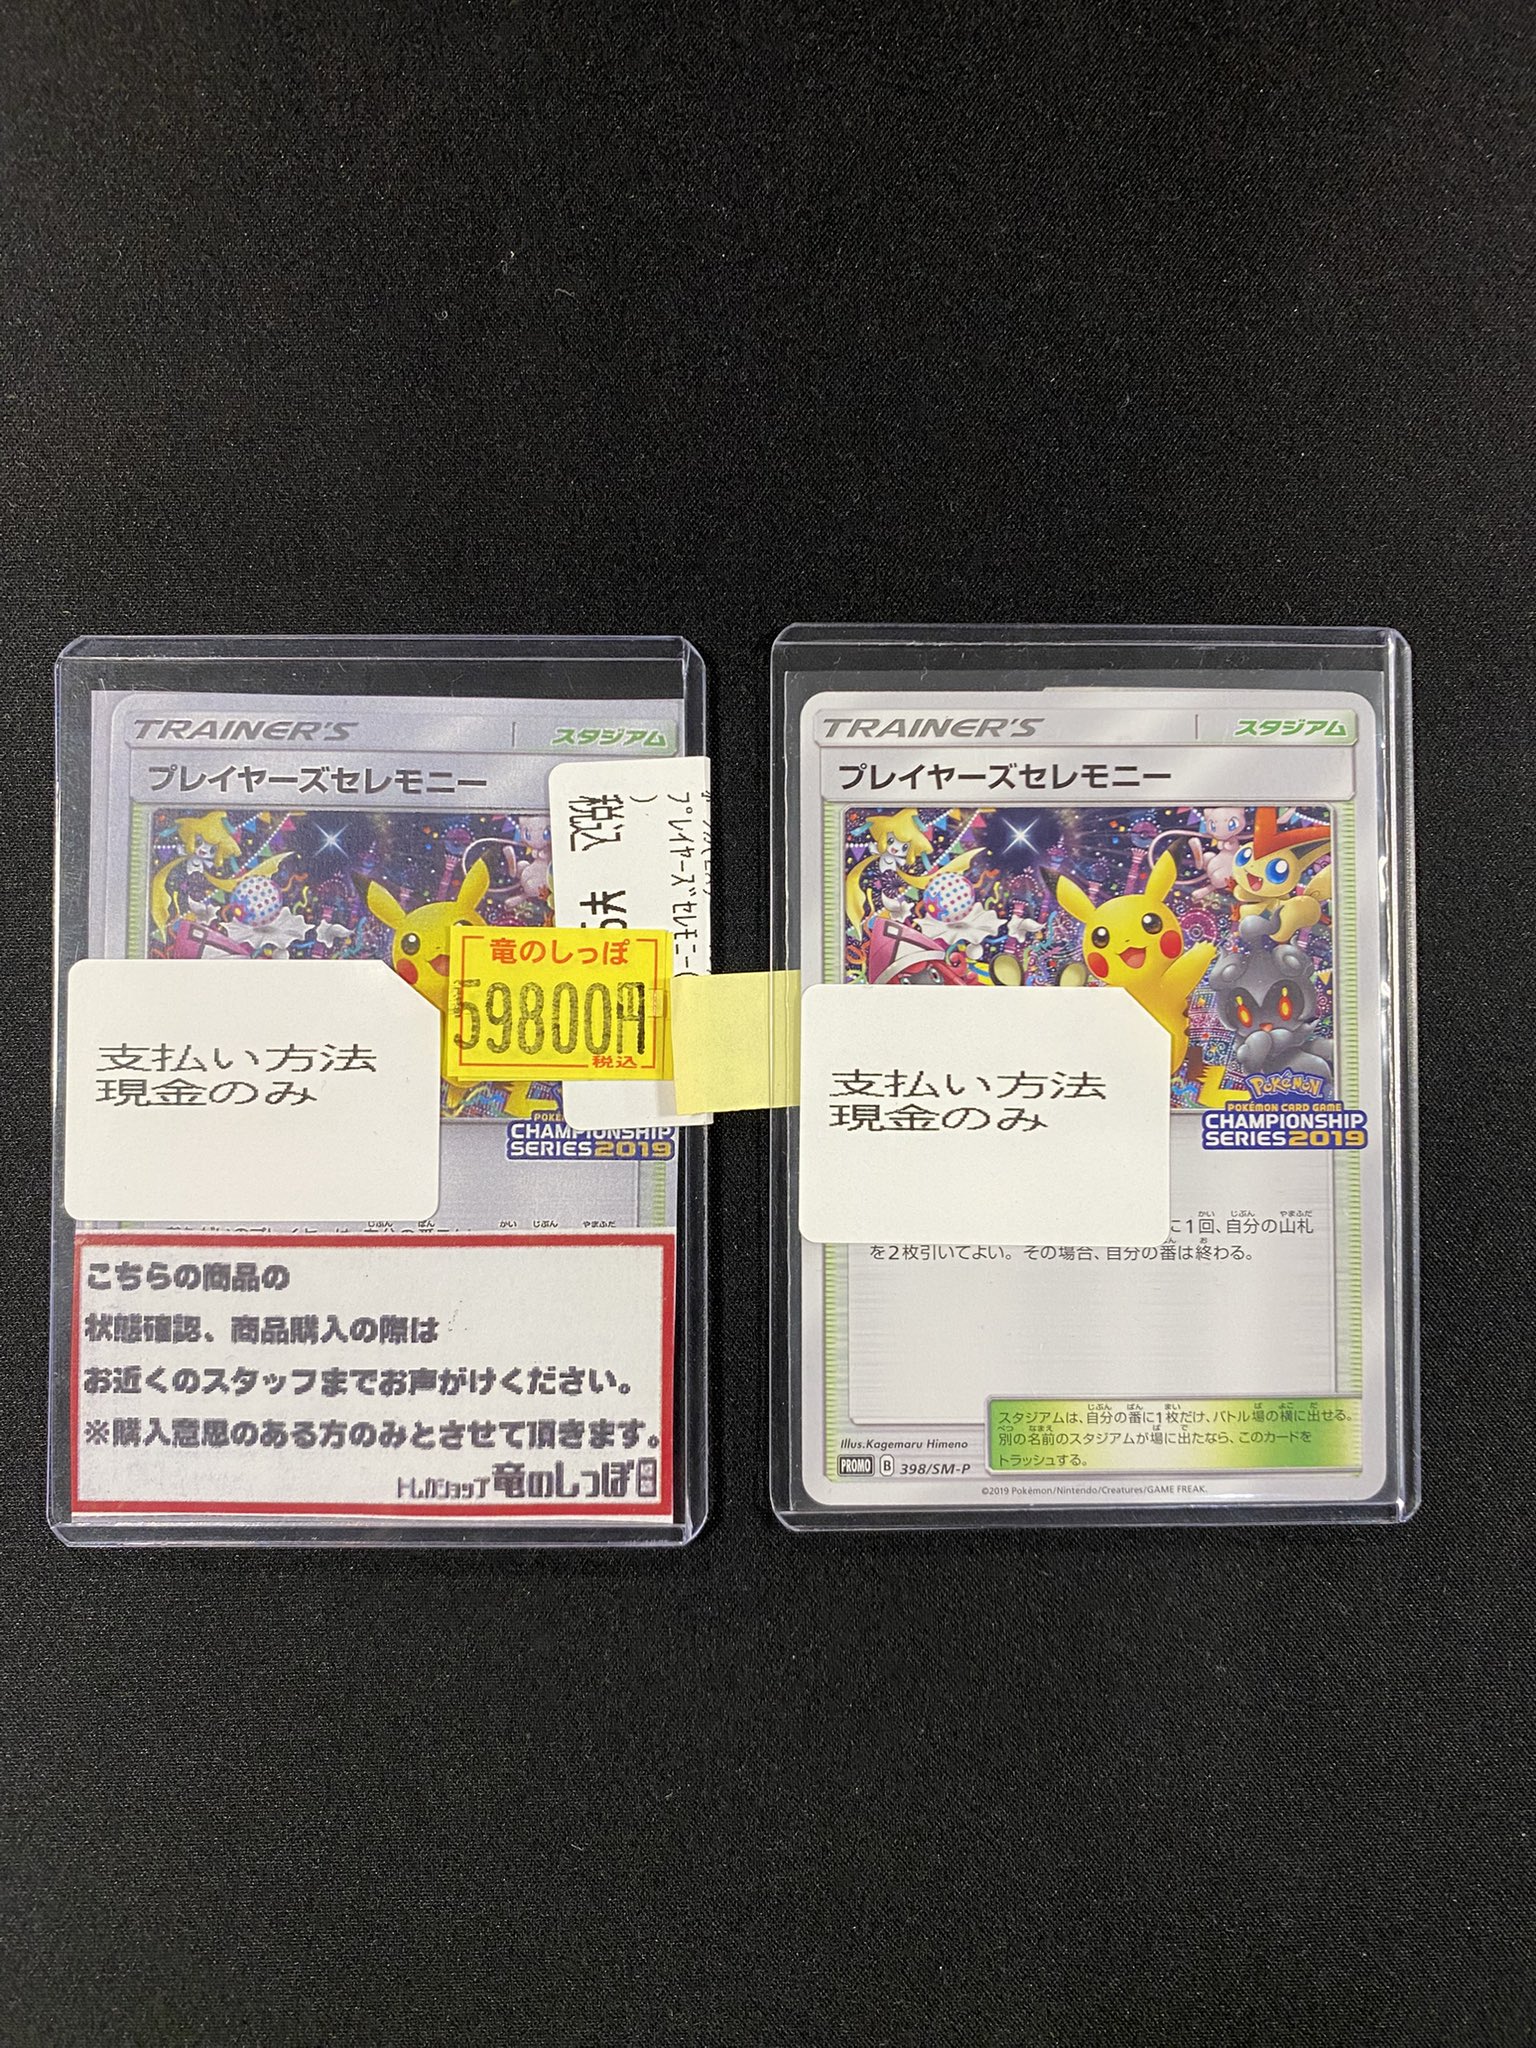 TRAINER'S
スタジアム
プレイヤーズセレモニー
税込
プレイヤーズセレモニー(
)
竜のしっぽ
59800円
税込
支払い方法
現金のみ
CHAMPIONSHIP
SERIES 2019
こちらの商品の
状態確認、商品購入の際は
お近くのスタッフまでお声がけください。
※購入意思のある方のみとさせて頂きます。
トレカショップ 竜のしっぽ
TRAINER'S
スタジアム
プレイヤーズセレモニー
支払い方法
現金のみ
Pokémon
POKÉMON CARD GAME
CHAMPIONSHIP
SERIES 2019
に1回、自分の山札
を2枚引いてよい。その場合、自分の番は終わる。
スタジアムは、自分の番に1枚だけ、バトル場の横に出せる。
別の名前のスタジアムが場に出たなら、このカードを
トラッシュする。
Illus.Kagemaru Himeno
PROMO B 398/SM-P
©2019 Pokémon/Nintendo/Creatures/GAME FREAK.